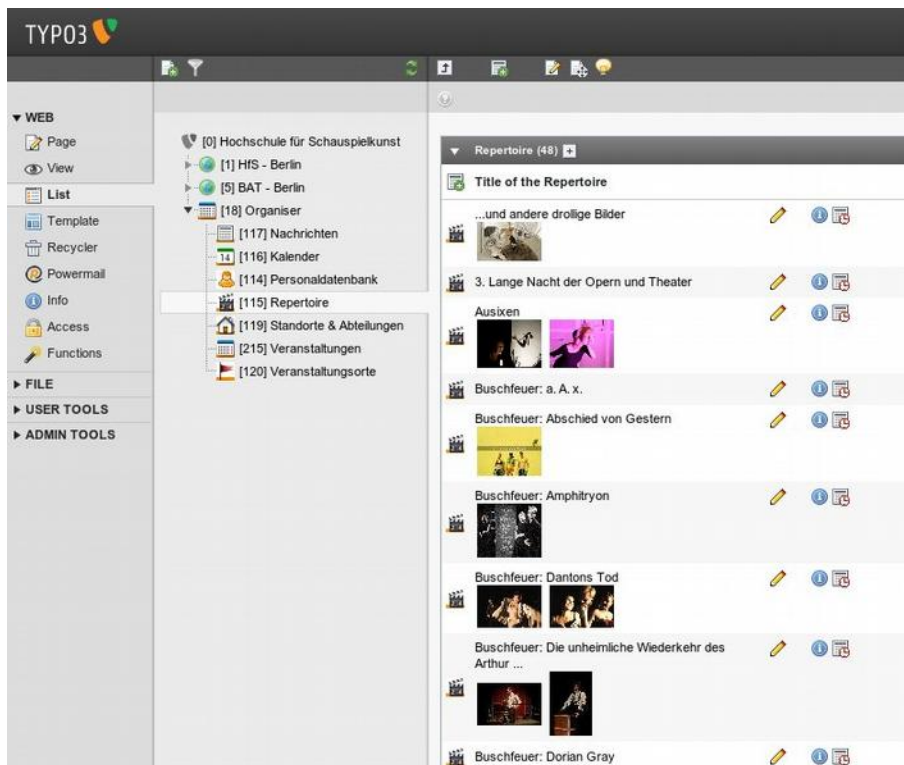 TYPO3
WEB
Page
View
List
Template
Recycler
Powermail
Info
Access
Functions
FILE
USER TOOLS
ADMIN TOOLS
[0] Hochschule für Schauspielkunst
[1] HfS - Berlin
[5] BAT - Berlin
[18] Organiser
[117] Nachrichten
14 [116] Kalender
[114] Personaldatenbank
[115] Repertoire
[119] Standorte & Abteilungen
[215] Veranstaltungen
[120] Veranstaltungsorte
Repertoire (48)
Title of the Repertoire
...und andere drollige Bilder
3. Lange Nacht der Opern und Theater
Ausixen
Buschfeuer: a. A. x.
Buschfeuer: Abschied von Gestern
Buschfeuer: Amphitryon
Buschfeuer: Dantons Tod
Buschfeuer: Die unheimliche Wiederkehr des
Arthur ...
Buschfeuer: Dorian Gray